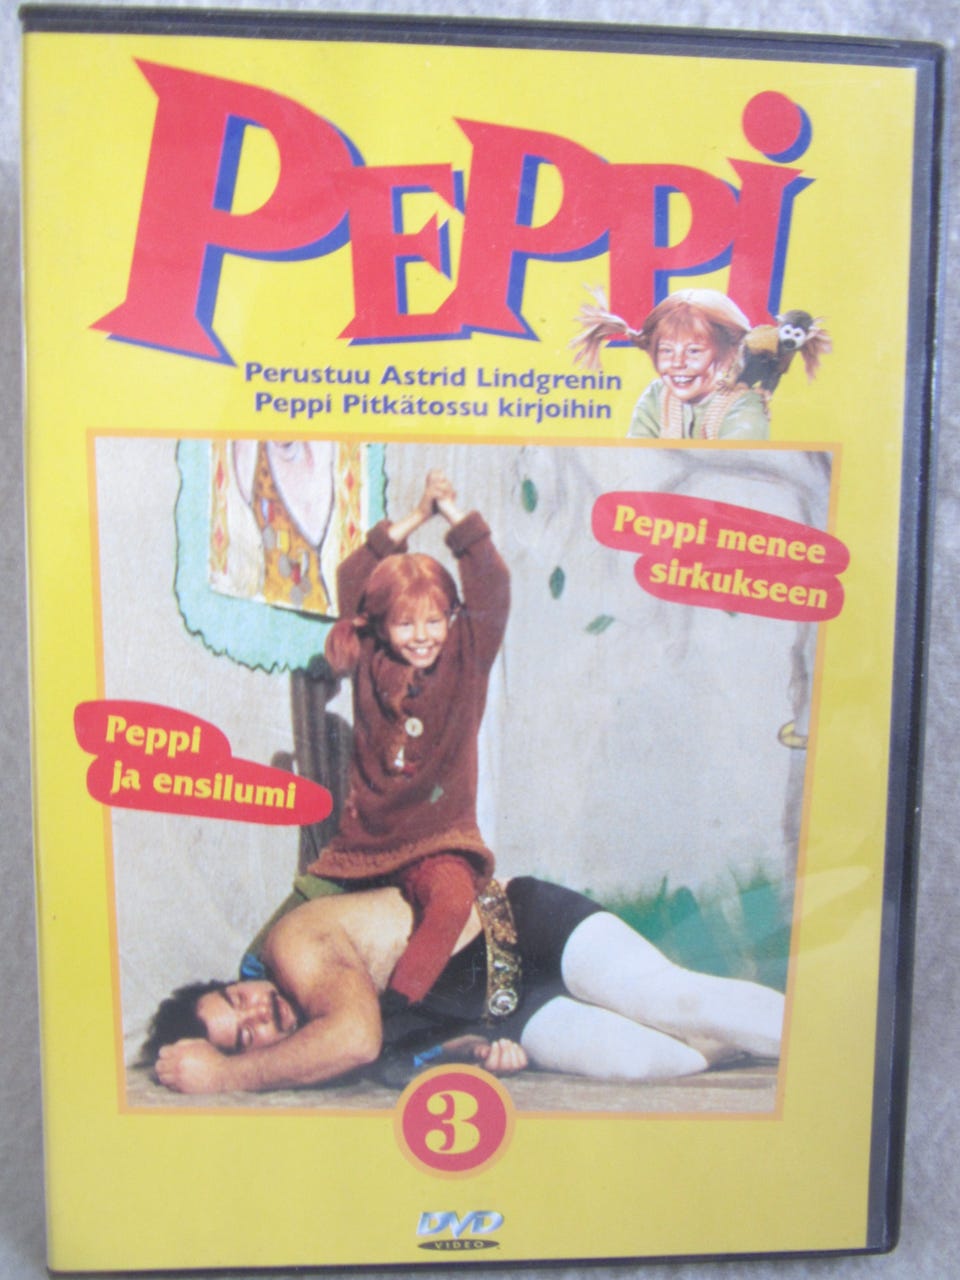 PEPPI
Perustuu Astrid Lindgrenin
Peppi Pitkätossu kirjoihin
Peppi menee
sirkukseen
Peppi
ja ensilumi
3
DVD
VIDEO